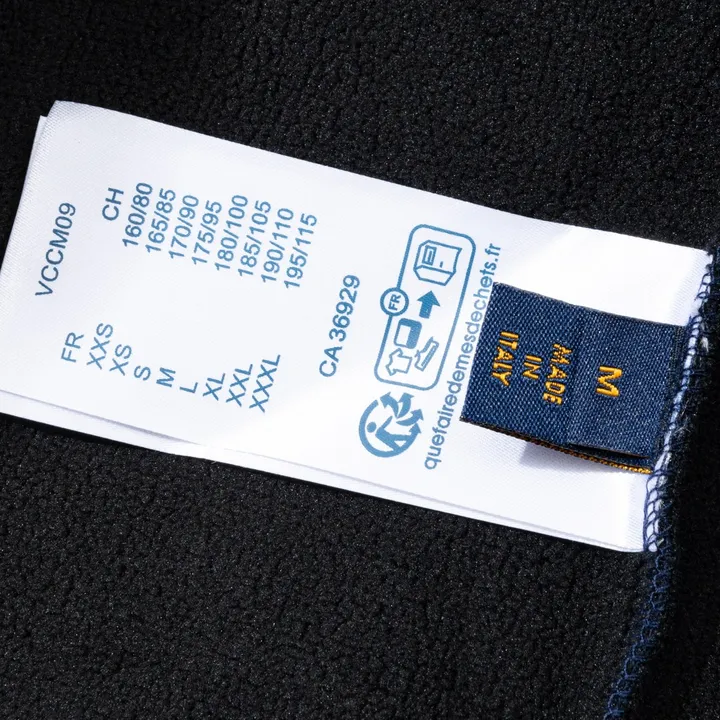 VCCM09
FR CH
XXS 160/80
XS 165/85
S 170/90
M 175/95
L 180/100
XL 185/105
XXL 190/110
XXXL 195/115
CA 36929
FR
quefairedemesdechets.fr
MADE
IN
ITALY
M